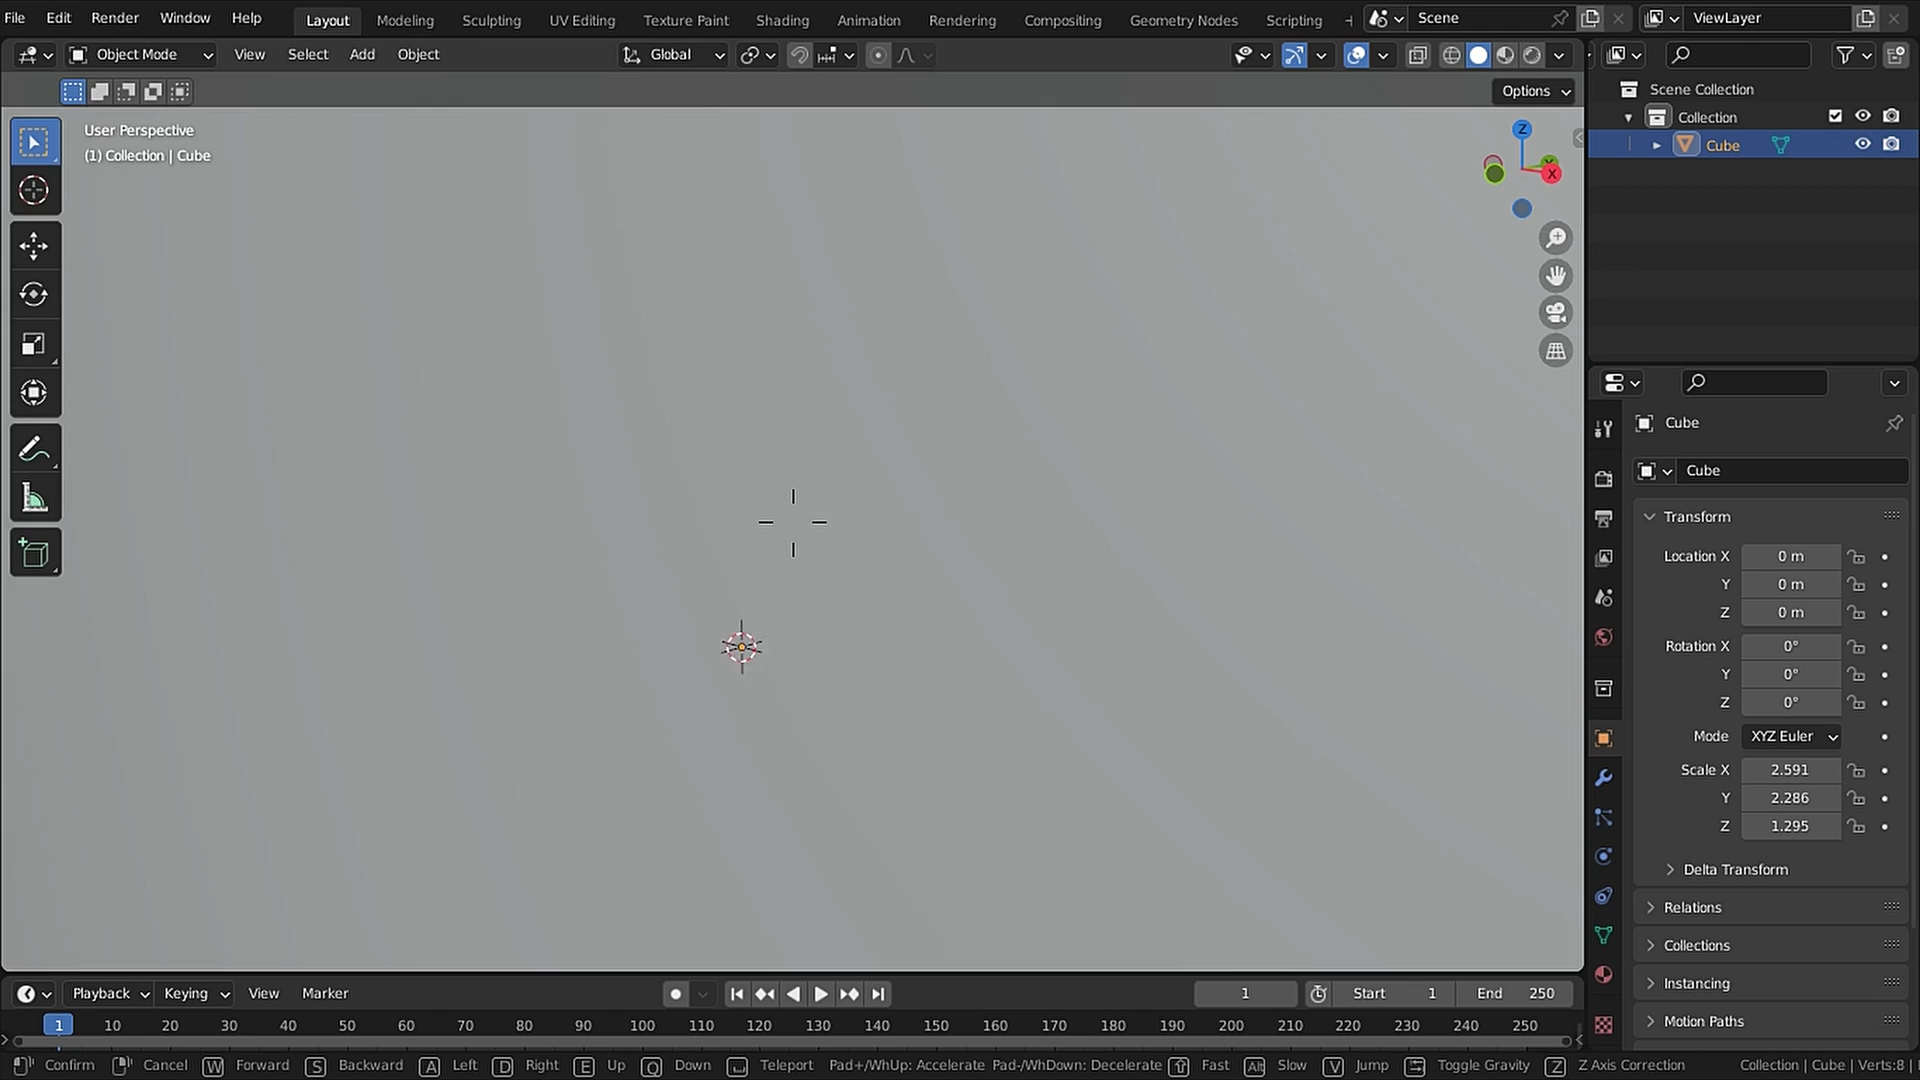 File Edit Render Window Help Layout Modeling Sculpting UV Editing Texture Paint Shading Animation Rendering Compositing Geometry Nodes Scripting Scene ViewLayer
Object Mode View Select Add Object Global
Options
User Perspective
(1) Collection | Cube
Z
Y
X
Scene Collection
Collection
Cube
Cube
Cube
Transform
Location X 0 m
Y 0 m
Z 0 m
Rotation X 0°
Y 0°
Z 0°
Mode XYZ Euler
Scale X 2.591
Y 2.286
Z 1.295
Delta Transform
Relations
Collections
Instancing
Motion Paths
Playback Keying View Marker 1 Start 1 End 250
1 10 20 30 40 50 60 70 80 90 100 110 120 130 140 150 160 170 180 190 200 210 220 230 240 250
Confirm Cancel W Forward S Backward A Left D Right E Up Q Down Teleport Pad+/WhUp: Accelerate Pad-/WhDown: Decelerate Fast Alt Slow V Jump Toggle Gravity Z Z Axis Correction Collection | Cube | Verts:8 |